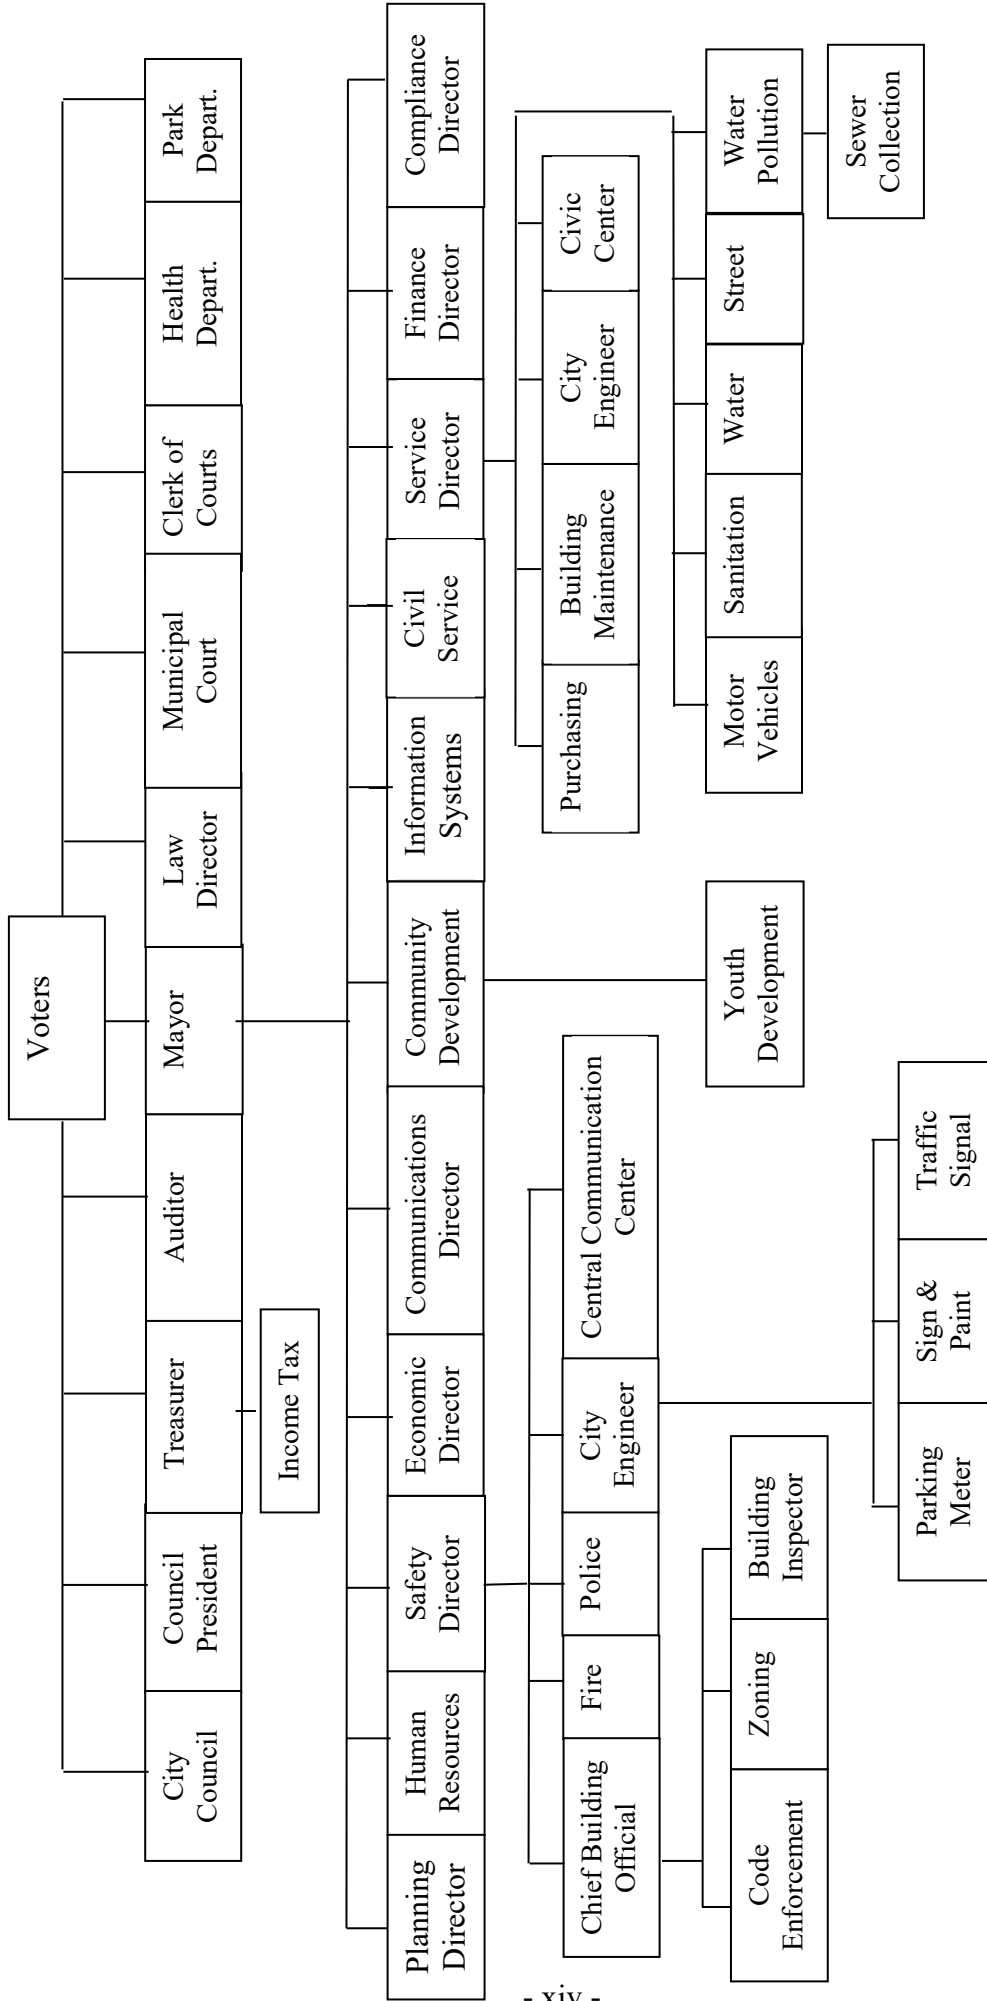 Voters
City
Council
Council
President
Treasurer
Auditor
Mayor
Law
Director
Municipal
Court
Clerk of
Courts
Health
Depart.
Park
Depart.
Income Tax
Planning
Director
Human
Resources
Safety
Director
Economic
Director
Communications
Director
Community
Development
Information
Systems
Civil
Service
Service
Director
Finance
Director
Compliance
Director
Chief Building
Official
Fire
Police
City
Engineer
Central Communication
Center
Purchasing
Building
Maintenance
City
Engineer
Civic
Center
Code
Enforcement
Zoning
Building
Inspector
Youth
Development
Motor
Vehicles
Sanitation
Water
Street
Water
Pollution
Sewer
Collection
Parking
Meter
Sign &
Paint
Traffic
Signal
- xiv -